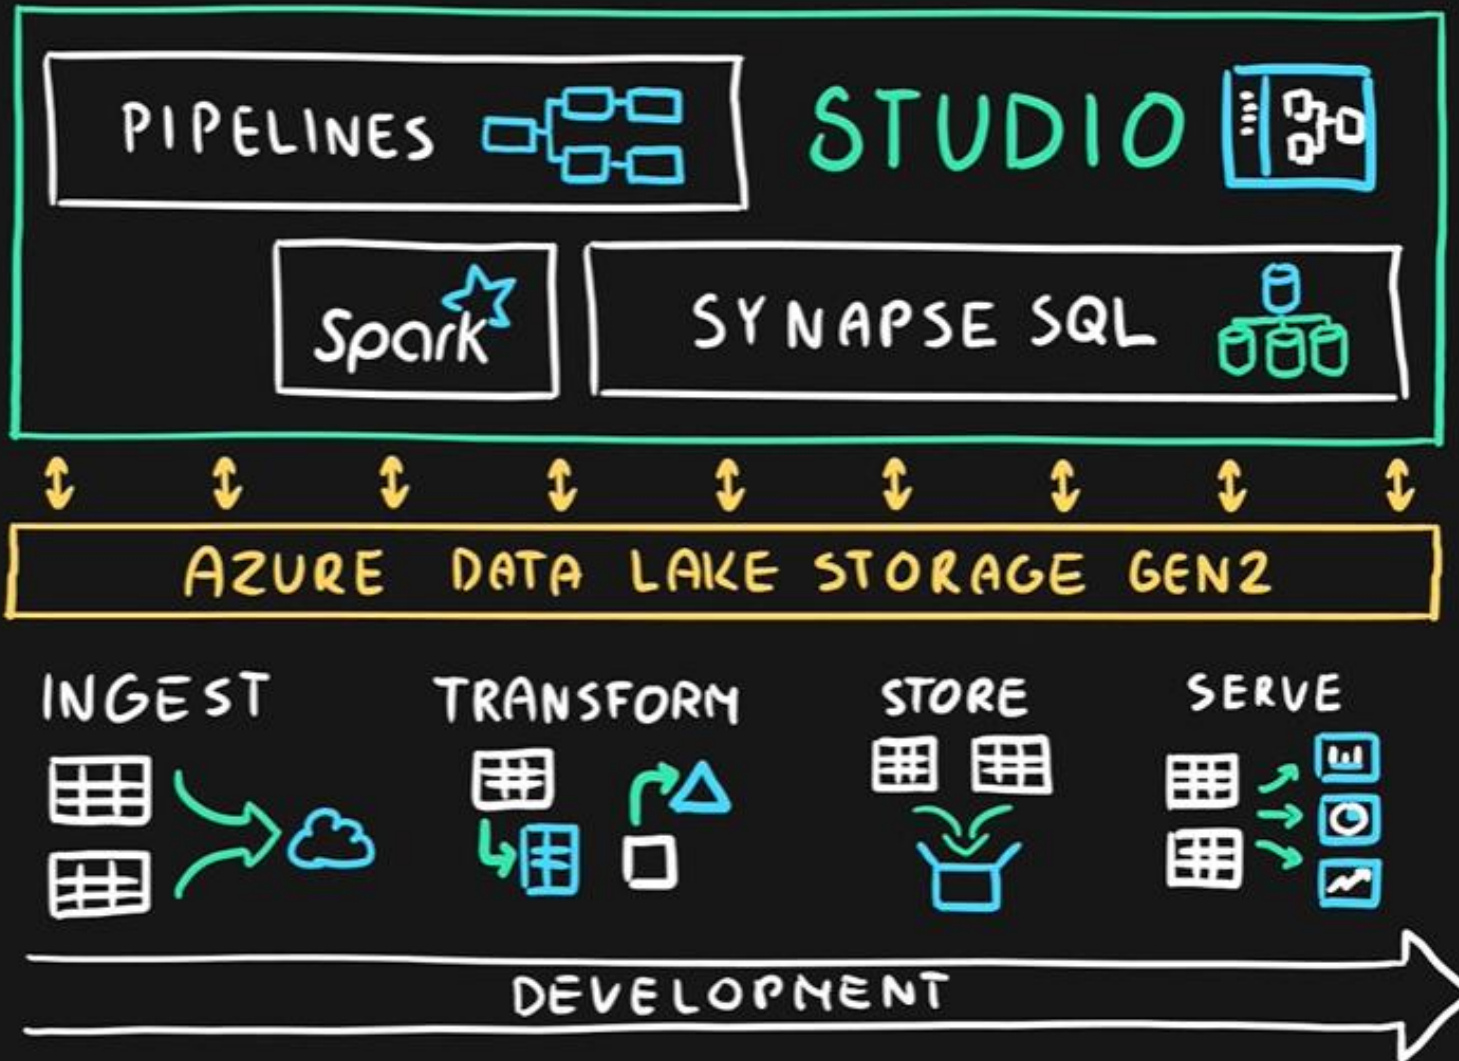 PIPELINES
STUDIO
Spark
SYNAPSE SQL
AZURE DATA LAKE STORAGE GEN2
INGEST
TRANSFORM
STORE
SERVE
DEVELOPMENT